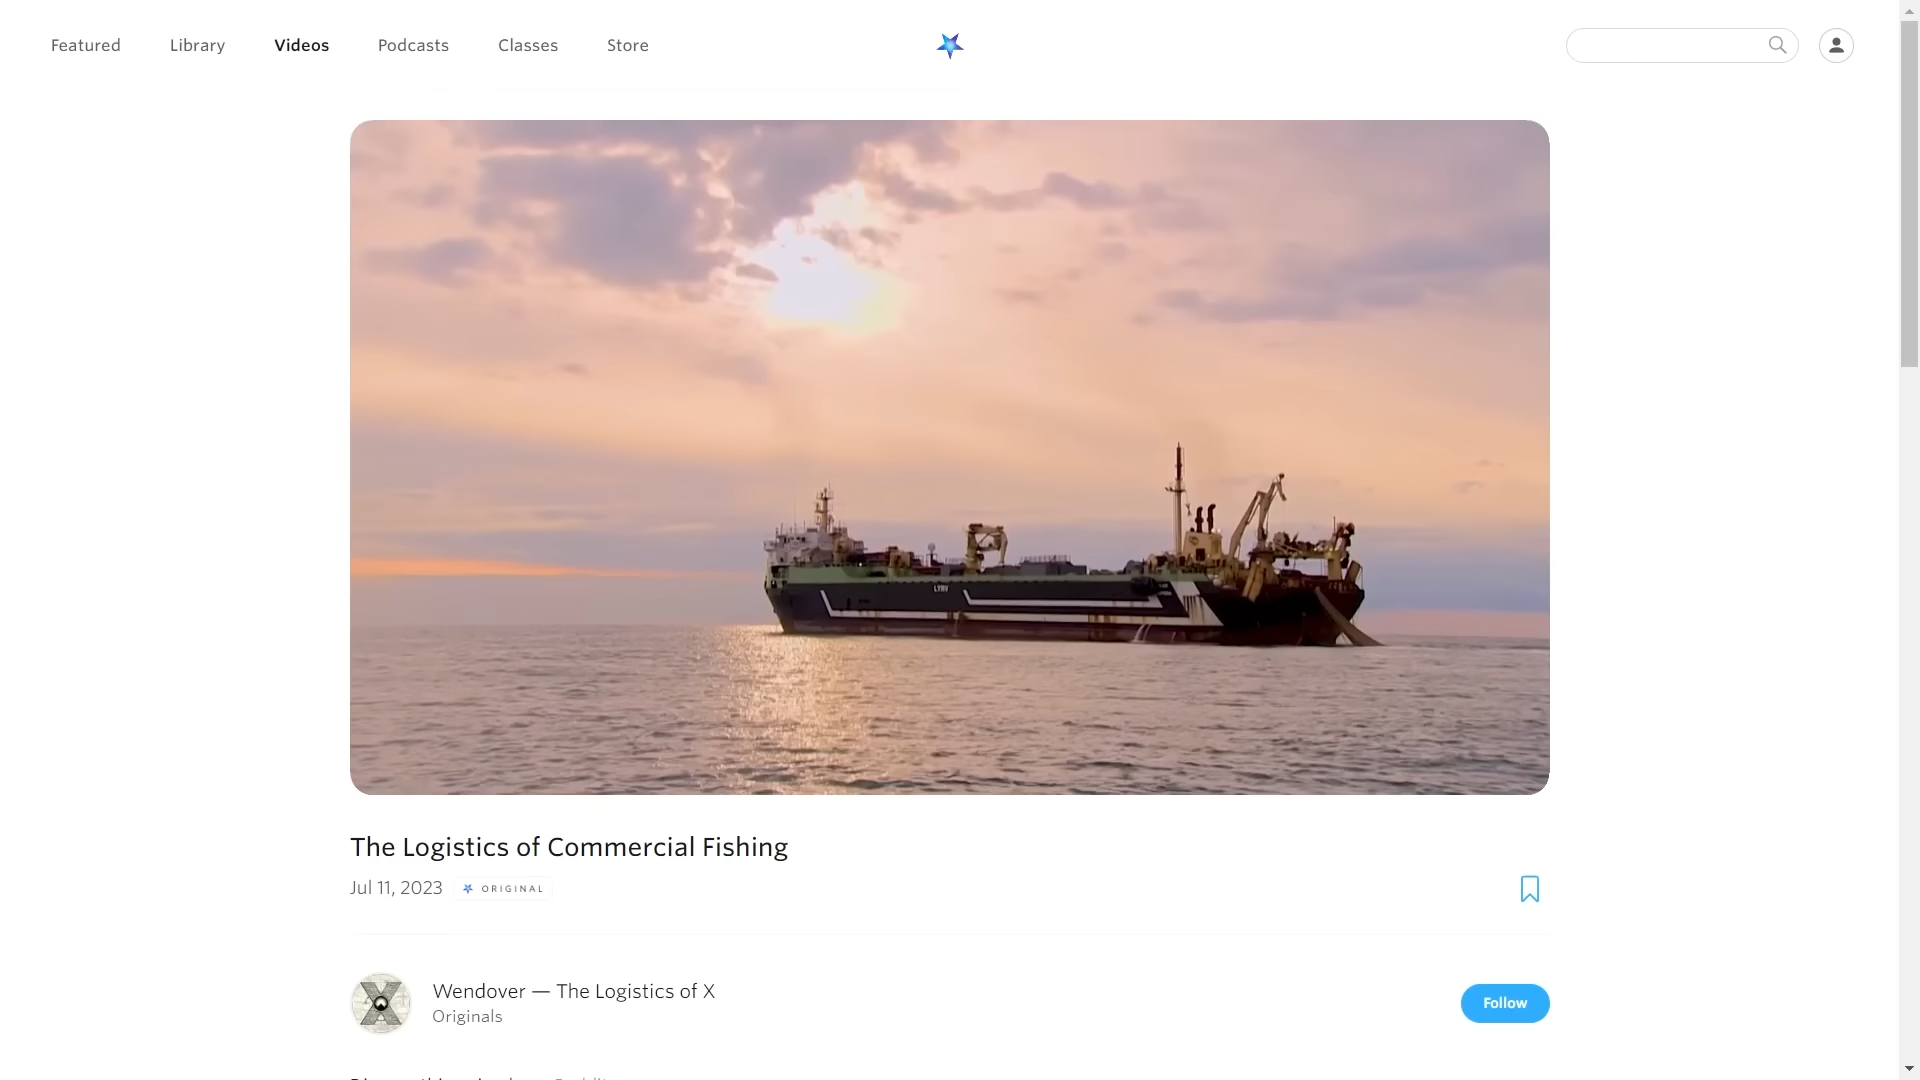 Featured Library Videos Podcasts Classes Store
The Logistics of Commercial Fishing
Jul 11, 2023 ORIGINAL
Wendover — The Logistics of X
Originals
Follow